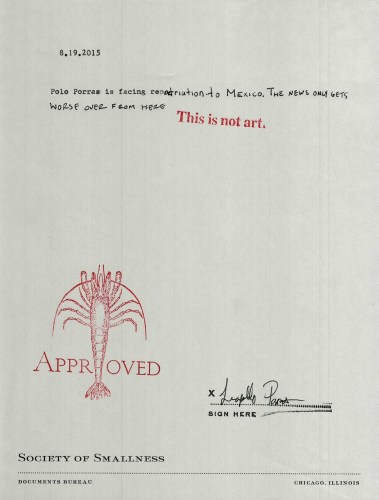 8.19.2015
Polo Porras is facing repatriation to MEXICO. THE NEWS ONLY GETS
WORSE OVER FROM HERE
This is not art.
APPROVED
X
SIGN HERE
SOCIETY OF SMALLNESS
DOCUMENTS BUREAU
CHICAGO, ILLINOIS